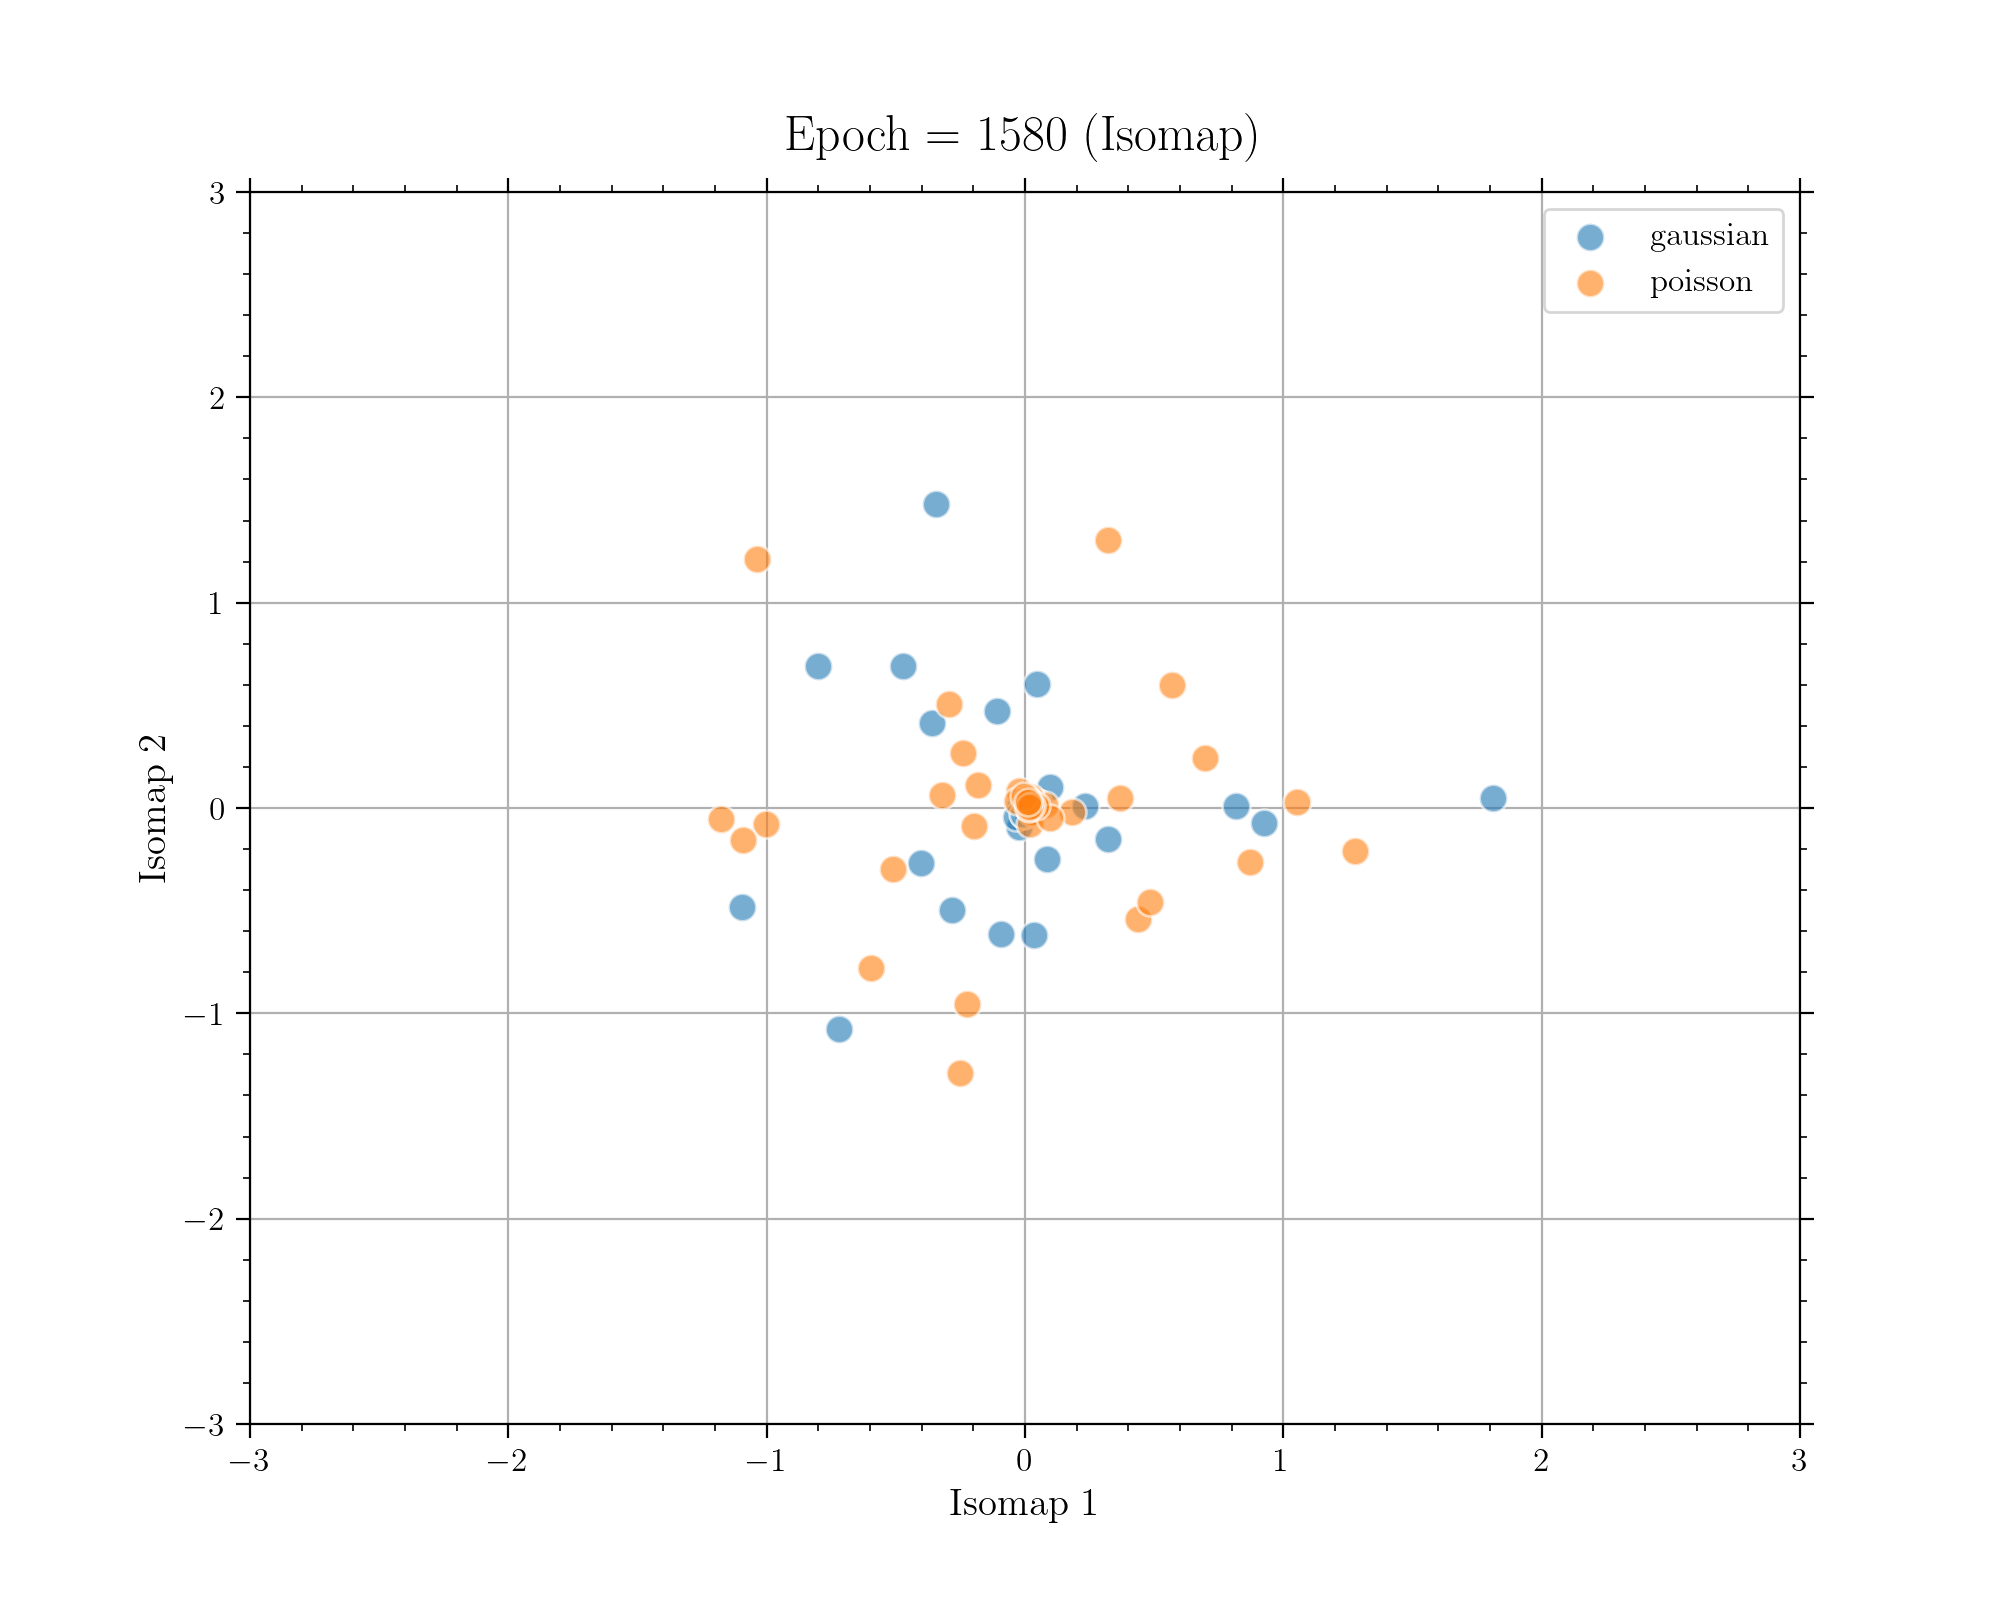 Epoch = 1580 (Isomap)
gaussian
poisson
3
2
1
0
−1
−2
−3
Isomap 2
−3 −2 −1 0 1 2 3
Isomap 1